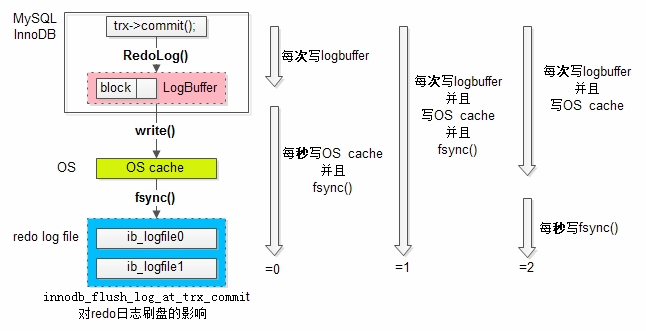 MySQL
InnoDB
trx->commit();
RedoLog()
block
LogBuffer
write()
OS
OS cache
fsync()
redo log file
ib_logfile0
ib_logfile1
innodb_flush_log_at_trx_commit
对redo日志刷盘的影响
每次写logbuffer
每秒写OS cache
并且
fsync()
=0
每次写logbuffer
并且
写OS cache
并且
fsync()
=1
每次写logbuffer
并且
写OS cache
每秒写fsync()
=2